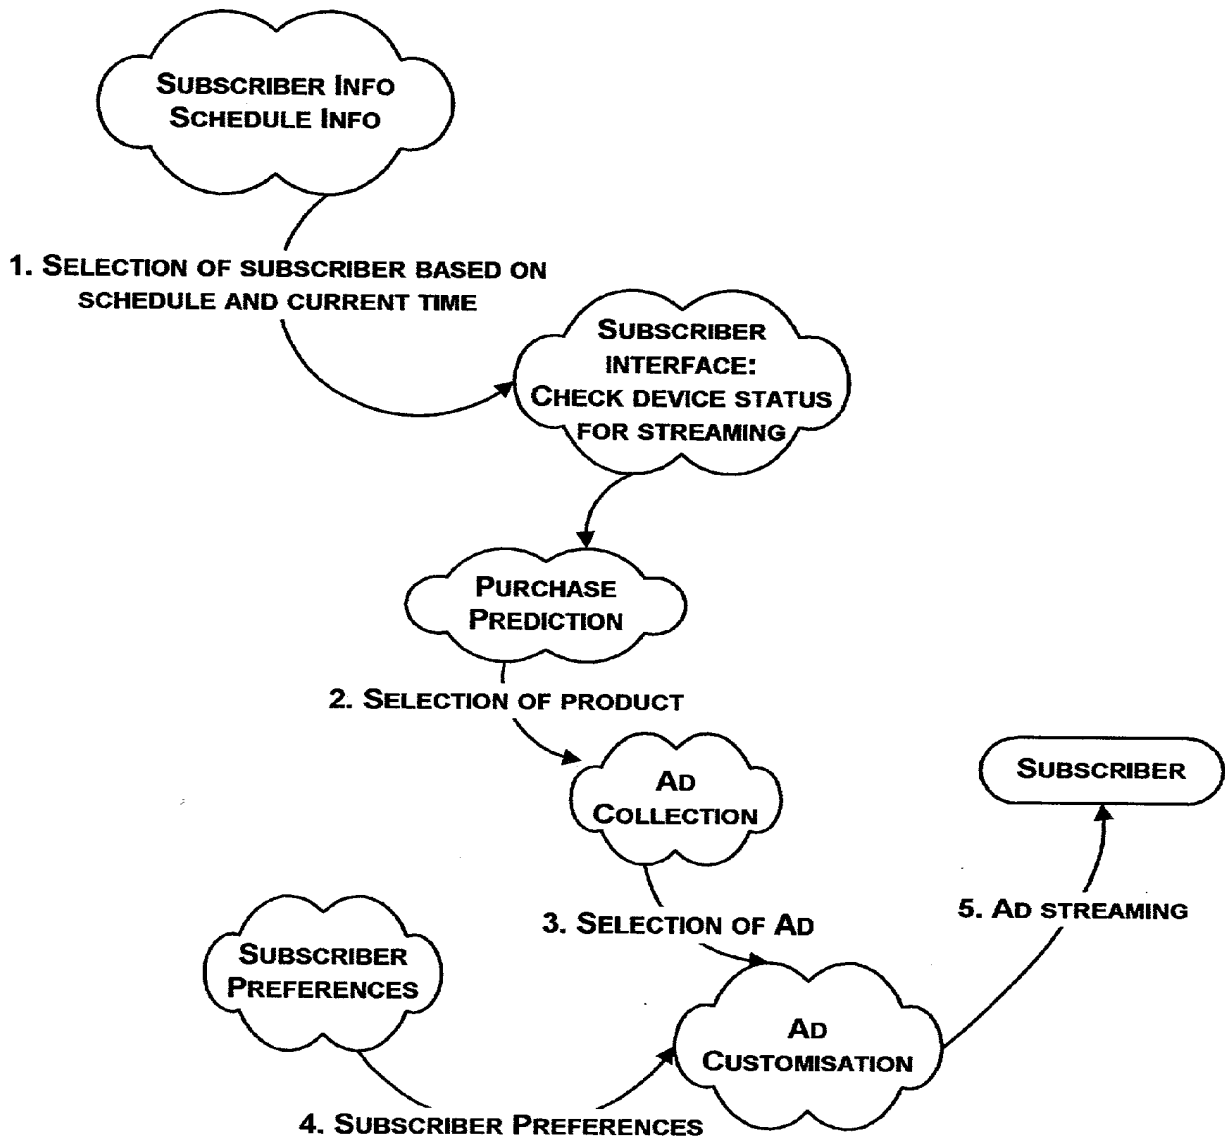 SUBSCRIBER INFO
SCHEDULE INFO
1. SELECTION OF SUBSCRIBER BASED ON
SCHEDULE AND CURRENT TIME
SUBSCRIBER
INTERFACE:
CHECK DEVICE STATUS
FOR STREAMING
PURCHASE
PREDICTION
2. SELECTION OF PRODUCT
AD
COLLECTION
SUBSCRIBER
3. SELECTION OF AD
5. AD STREAMING
SUBSCRIBER
PREFERENCES
AD
CUSTOMISATION
4. SUBSCRIBER PREFERENCES